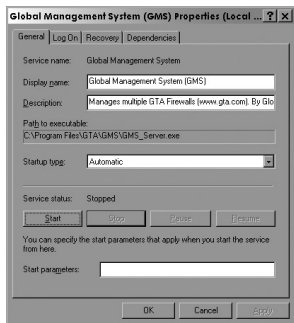 Global Management System (GMS) Properties (Local ...
General Log On Recovery Dependencies
Service name: Global Management System
Display name: Global Management System (GMS)
Description: Manages multiple GTA Firewalls (www.gta.com). By Glo
Path to executable:
C:\Program Files\GTA\GMS\GMS_Server.exe
Startup type: Automatic
Service status: Stopped
Start Stop Pause Resume
You can specify the start parameters that apply when you start the service
from here.
Start parameters:
OK Cancel Apply